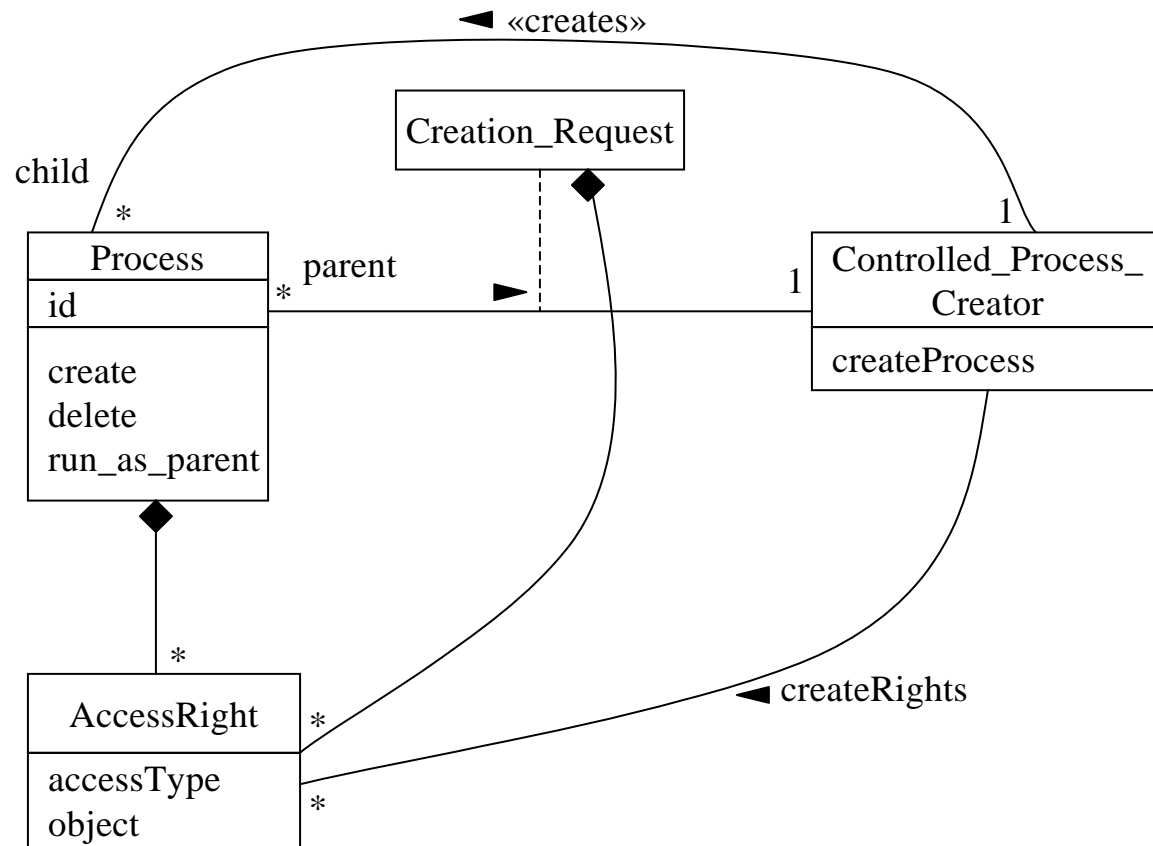 «creates»
Creation_Request
child
*
1
Process
parent
Controlled_Process_
Creator
id
*
1
create
delete
run_as_parent
createProcess
*
createRights
AccessRight
*
accessType
object
*